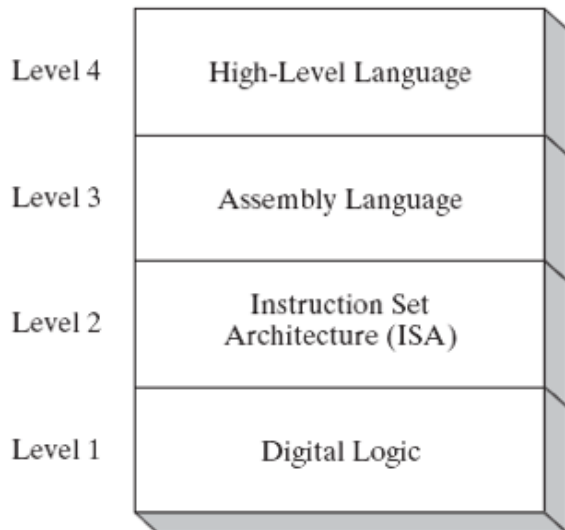 Level 4
High-Level Language
Level 3
Assembly Language
Level 2
Instruction Set
Architecture (ISA)
Level 1
Digital Logic